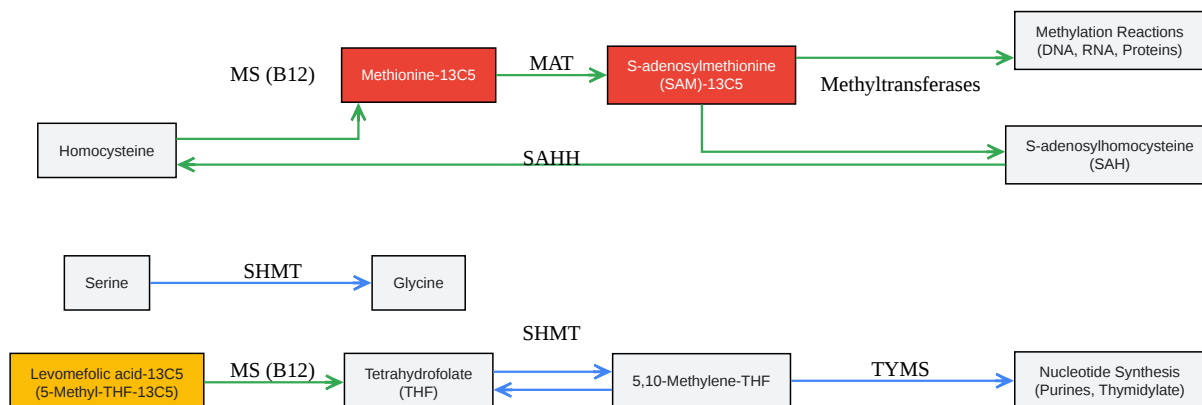 Methylation Reactions
(DNA, RNA, Proteins)
MS (B12)
Methionine-13C5
MAT
S-adenosylmethionine
(SAM)-13C5
Methyltransferases
Homocysteine
SAHH
S-adenosylhomocysteine
(SAH)
Serine
SHMT
Glycine
SHMT
Levomefolic acid-13C5
(5-Methyl-THF-13C5)
MS (B12)
Tetrahydrofolate
(THF)
5,10-Methylene-THF
TYMS
Nucleotide Synthesis
(Purines, Thymidylate)